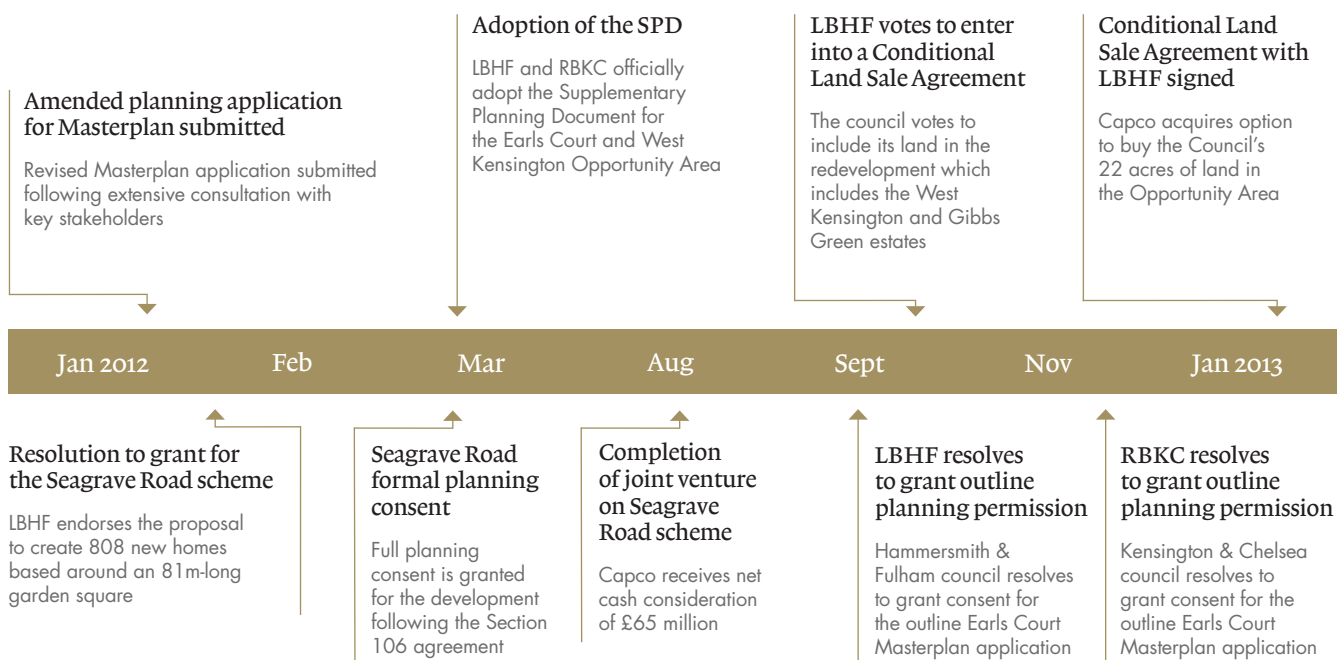 Amended planning application
for Masterplan submitted
Revised Masterplan application submitted
following extensive consultation with
key stakeholders
Adoption of the SPD
LBHF and RBKC officially
adopt the Supplementary
Planning Document for
the Earls Court and West
Kensington Opportunity Area
LBHF votes to enter
into a Conditional
Land Sale Agreement
The council votes to
include its land in the
redevelopment which
includes the West
Kensington and Gibbs
Green estates
Conditional Land
Sale Agreement with
LBHF signed
Capco acquires option
to buy the Council's
22 acres of land in
the Opportunity Area
Jan 2012 Feb Mar Aug Sept Nov Jan 2013
Resolution to grant for
the Seagrave Road scheme
LBHF endorses the proposal
to create 808 new homes
based around an 81m-long
garden square
Seagrave Road
formal planning
consent
Full planning
consent is granted
for the development
following the Section
106 agreement
Completion
of joint venture
on Seagrave
Road scheme
Capco receives net
cash consideration
of £65 million
LBHF resolves
to grant outline
planning permission
Hammersmith &
Fulham council resolves
to grant consent for
the outline Earls Court
Masterplan application
RBKC resolves
to grant outline
planning permission
Kensington & Chelsea
council resolves to
grant consent for the
outline Earls Court
Masterplan application